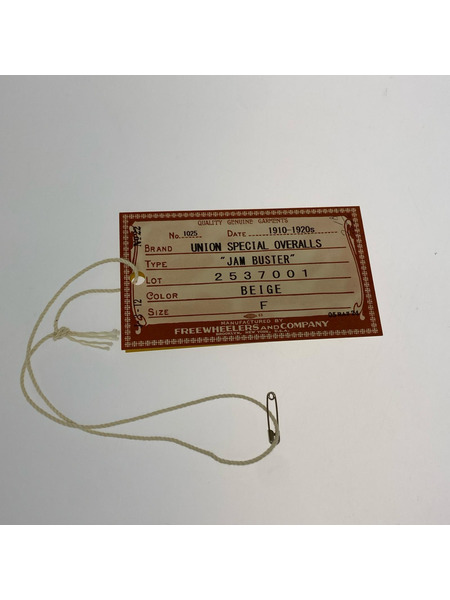 QUALITY GENUINE GARMENTS
No. 1025 DATE 1910-1920s
BRAND UNION SPECIAL OVERALLS
TYPE "JAM BUSTER"
LOT 2537001
COLOR BEIGE
SIZE F
MANUFACTURED BY
FREEWHEELERS AND COMPANY